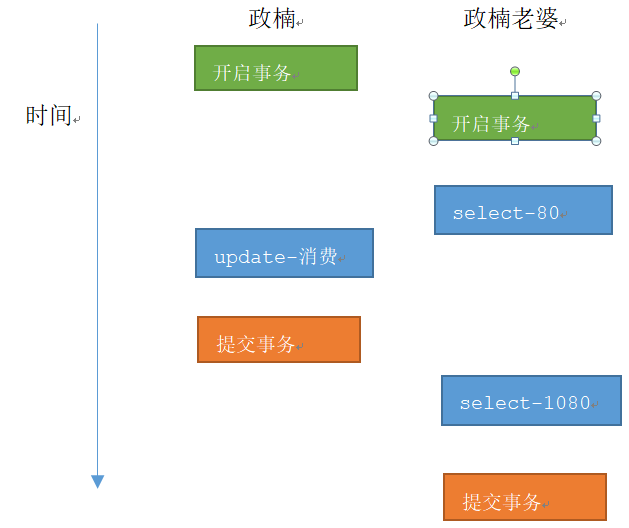 政楠
政楠老婆
开启事务
时间
开启事务
select-80
update-消费
提交事务
select-1080
提交事务